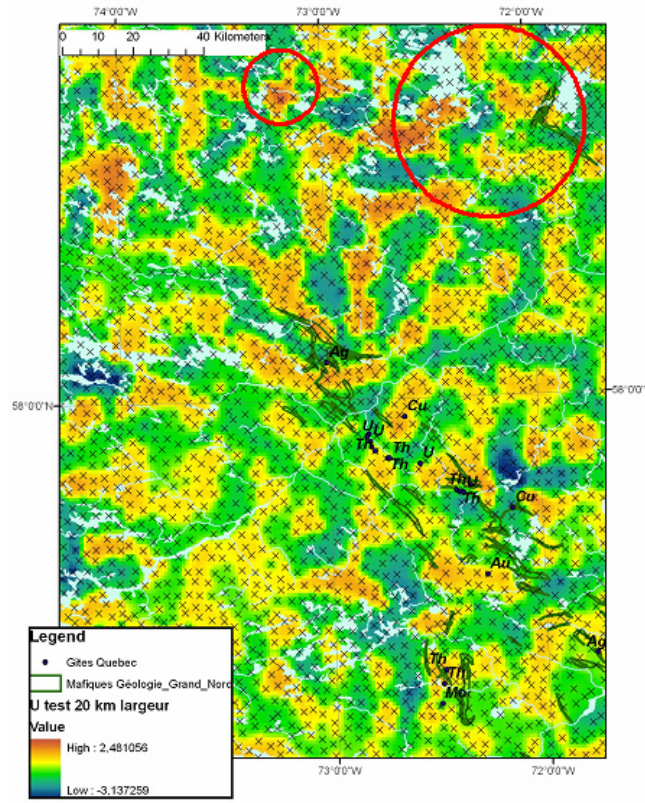 74°0'0"W 73°0'0"W 72°0'0"W
0 10 20 40 Kilometers
Ag
58°0'0"N
58°0'0"N
Cu
U
U
Th
Th
U
Th
Th
U
Th
Cu
Au
Ag
Th
Th
Mo
Legend
Gites Quebec
Mafiques Géologie_Grand_Nord
U test 20 km largeur
Value
High : 2,481056
Low : -3,137259
73°0'0"W 72°0'0"W